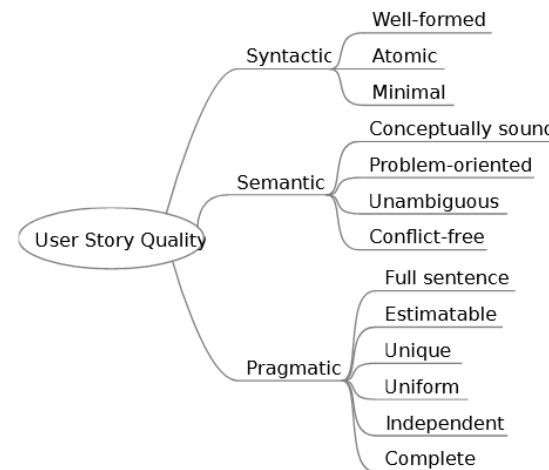 User Story Quality
Syntactic
Well-formed
Atomic
Minimal
Semantic
Conceptually sound
Problem-oriented
Unambiguous
Conflict-free
Pragmatic
Full sentence
Estimatable
Unique
Uniform
Independent
Complete